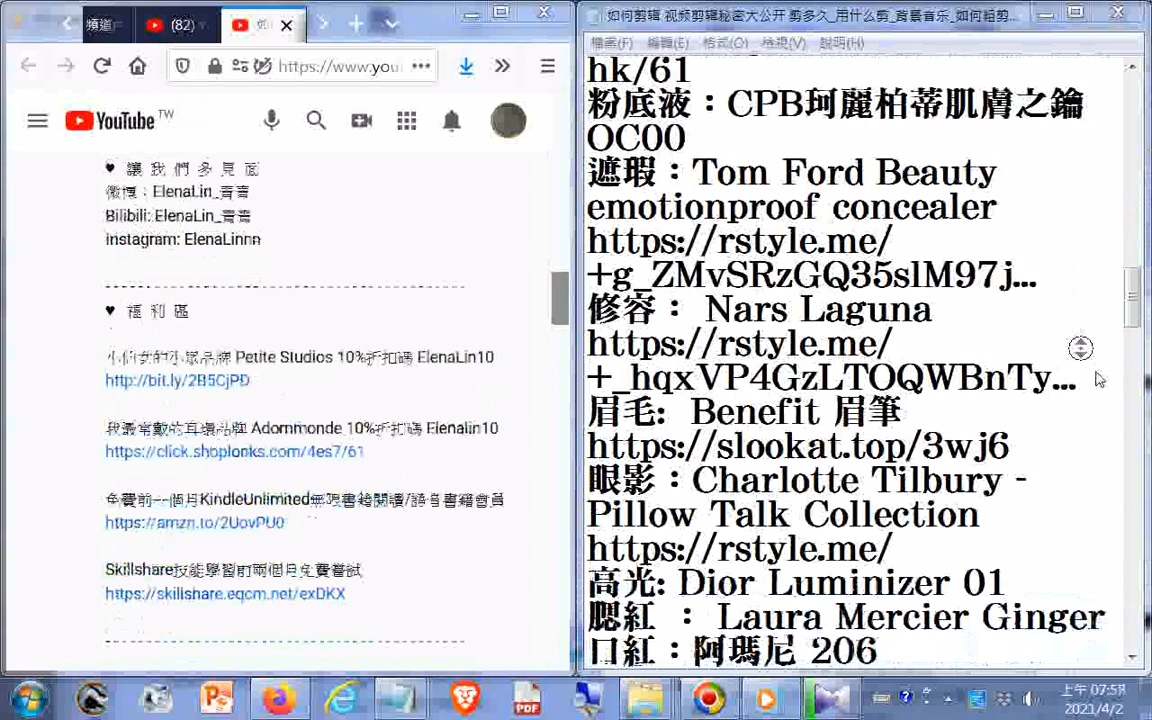 頻道
(82)
https://www.you
YouTube TW
♥ 讓 我 們 多 見 面
微博：ElenaLin_青青
Bilibili: ElenaLin_青青
Instagram: ElenaLinnn
♥ 福 利 區
Petite Studios 10%折扣碼 ElenaLin10
http://bit.ly/2B5CjPD
我最常戴的耳環品牌 Adornmonde 10%折扣碼 Elenalin10
https://click.shoplooks.com/4es7/61
免費前一個月KindleUnlimited無限書籍閱讀/語音書籍會員
https://amzn.to/2UovPU0
Skillshare技能學習前兩個月免費嘗試
https://skillshare.eqcm.net/exDKX
如何剪辑 视频剪辑秘密大公开 剪多久_用什么剪_背景音乐_如何粗剪...
檔案(F) 編輯(E) 格式(O) 檢視(V) 說明(H)
hk/61
粉底液：CPB珂麗柏蒂肌膚之鑰
OC00
遮瑕：Tom Ford Beauty
emotionproof concealer
https://rstyle.me/
+g_ZMvSRzGQ35slM97j...
修容： Nars Laguna
https://rstyle.me/
+_hqxVP4GzLTOQWBnTy...
眉毛: Benefit 眉筆
https://slookat.top/3wj6
眼影：Charlotte Tilbury -
Pillow Talk Collection
https://rstyle.me/
高光: Dior Luminizer 01
腮紅 ： Laura Mercier Ginger
口紅：阿瑪尼 206
上午 07:58
2021/4/2